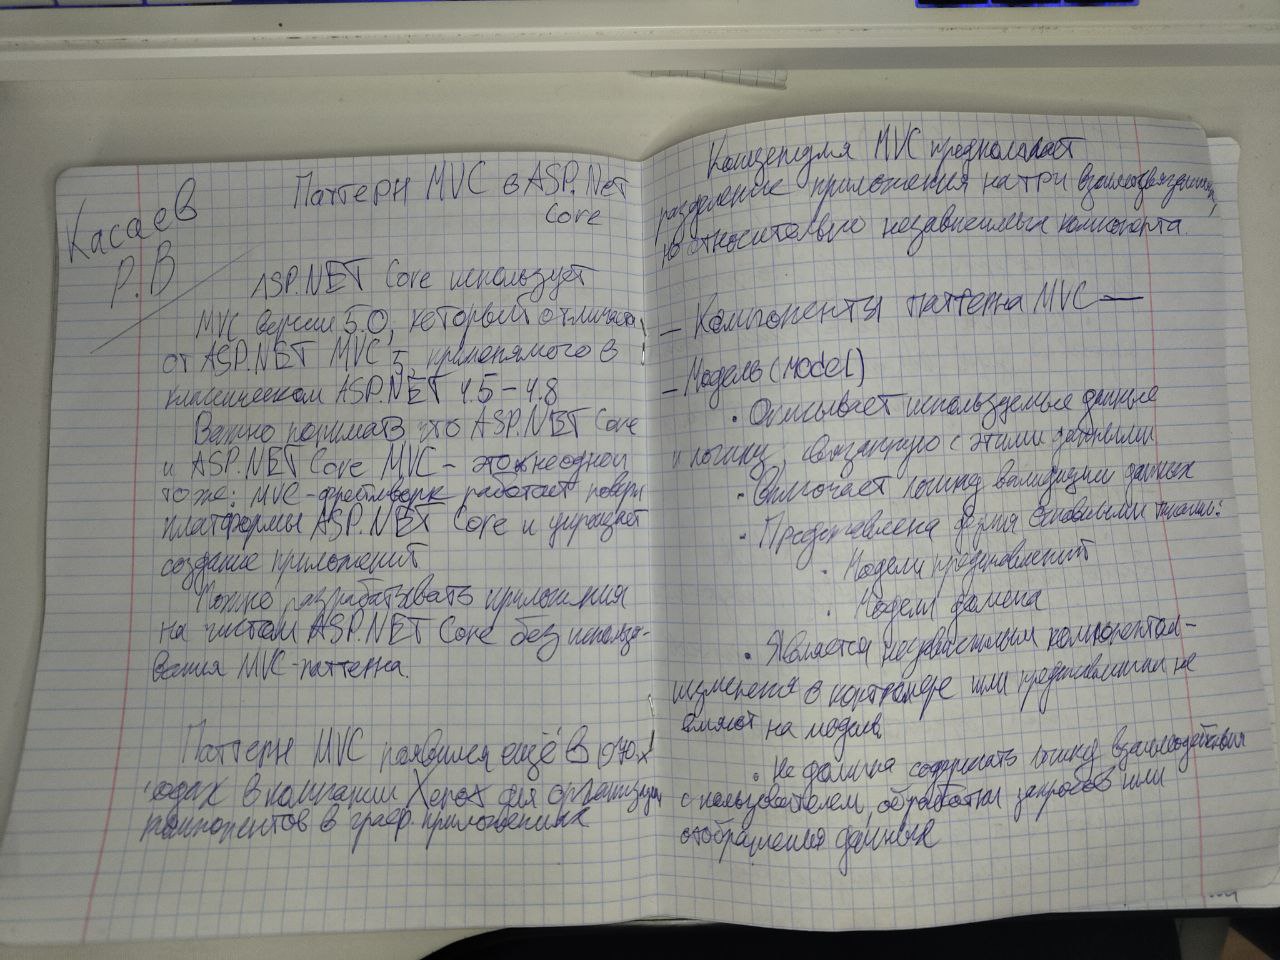 Касаев
Р.В
Паттерн MVC в ASP.Net
Core
ASP.NET Core использует
MVC версии 5.0, который отличается
от ASP.NET MVC 5, применямого в
классическом ASP.NET 4.5-4.8
Важно понимать что ASP.NET Core
и ASP.NET Core MVC - это не одно и
тоже: MVC-фреймворк работает поверх
платформы ASP.NET Core и упрощает
создание приложений
Можно разрабатывать приложения
на чистом ASP.NET Core без использо-
вания MVC-паттерна.
Паттерн MVC появился ещё в 1970.х
годах в компании Xerox для организации
компонентов в граф. приложениях
Концепция MVC предполагает
разделение приложения на три взаимосвязанных,
но относительно независимых компонента.
- Компоненты паттерна MVC -
- Модель (Model)
• Описывает используемые данные
и логику, связанную с этими данными
• Включает логику валидации данных
• Представлена двумя основными типами:
• Модели представлений
• Модели домена
• Является независимым компонентом-
изменения в контроллере или представлении не
влияют на модель
• Не должна содержать логику взаимодействия
с пользователем, обработки запросов или
отображения данных